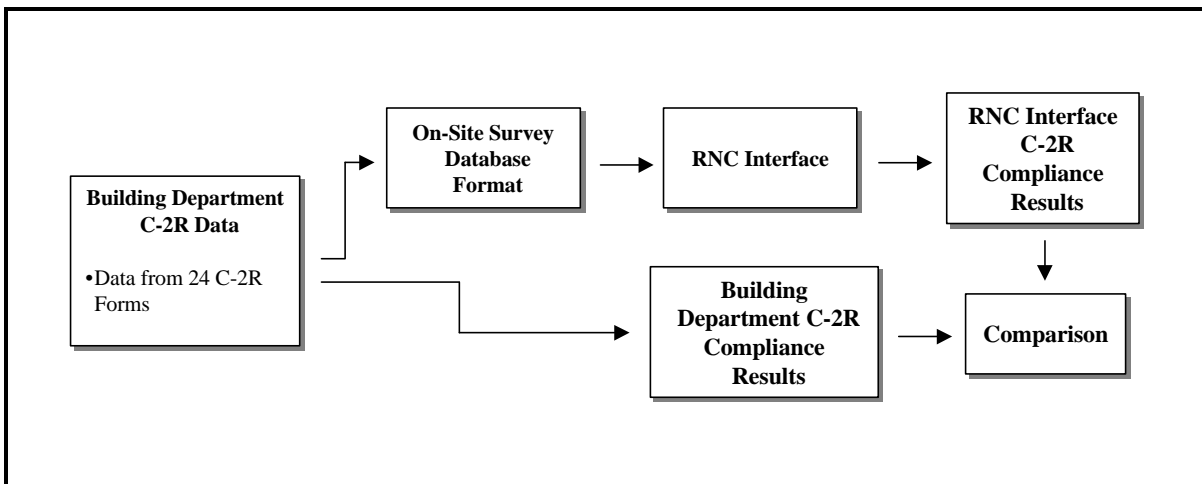 Building Department
C-2R Data
•Data from 24 C-2R
Forms
On-Site Survey
Database
Format
RNC Interface
RNC Interface
C-2R
Compliance
Results
Building
Department C-2R
Compliance
Results
Comparison